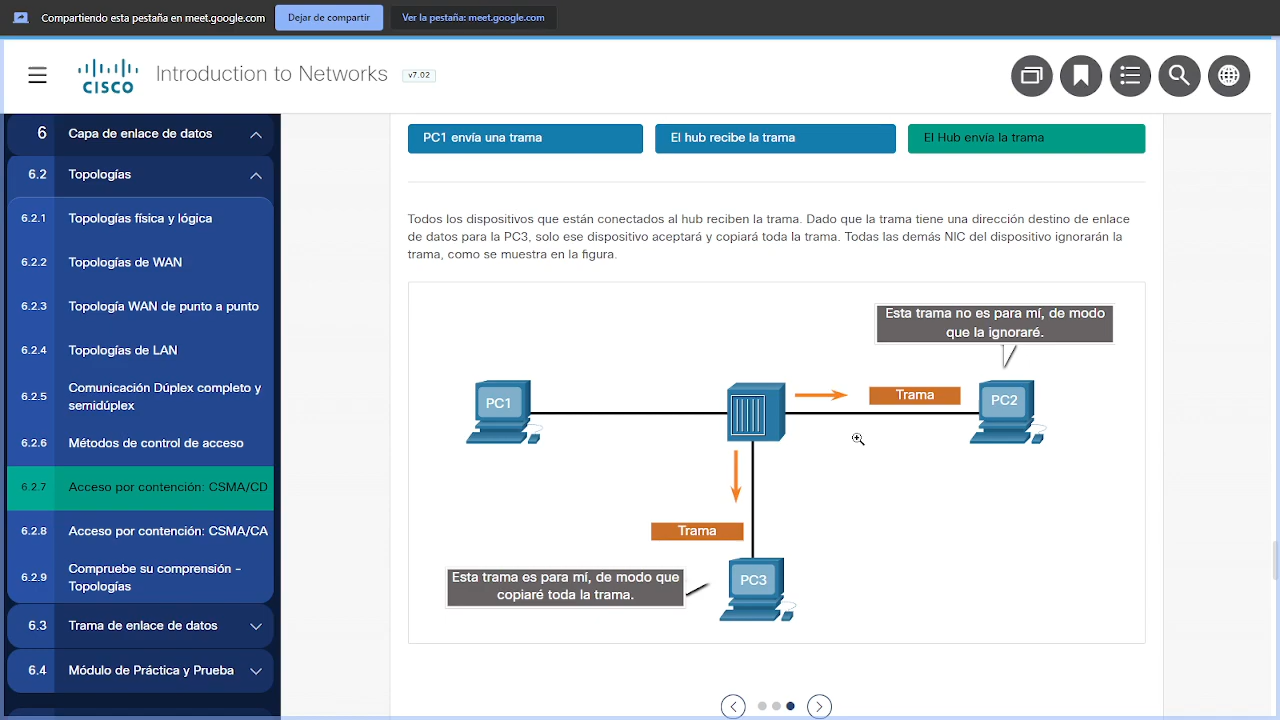 Compartiendo esta pestaña en meet.google.com
Dejar de compartir
Ver la pestaña: meet.google.com
CISCO
Introduction to Networks
v7.02
6 Capa de enlace de datos
6.2 Topologías
6.2.1 Topologías física y lógica
6.2.2 Topologías de WAN
6.2.3 Topología WAN de punto a punto
6.2.4 Topologías de LAN
6.2.5 Comunicación Dúplex completo y
semidúplex
6.2.6 Métodos de control de acceso
6.2.7 Acceso por contención: CSMA/CD
6.2.8 Acceso por contención: CSMA/CA
6.2.9 Compruebe su comprensión -
Topologías
6.3 Trama de enlace de datos
6.4 Módulo de Práctica y Prueba
PC1 envía una trama
El hub recibe la trama
El Hub envía la trama
Todos los dispositivos que están conectados al hub reciben la trama. Dado que la trama tiene una dirección destino de enlace
de datos para la PC3, solo ese dispositivo aceptará y copiará toda la trama. Todas las demás NIC del dispositivo ignorarán la
trama, como se muestra en la figura.
Esta trama no es para mí, de modo
que la ignoraré.
PC1
Trama
PC2
Trama
Esta trama es para mí, de modo que
copiaré toda la trama.
PC3